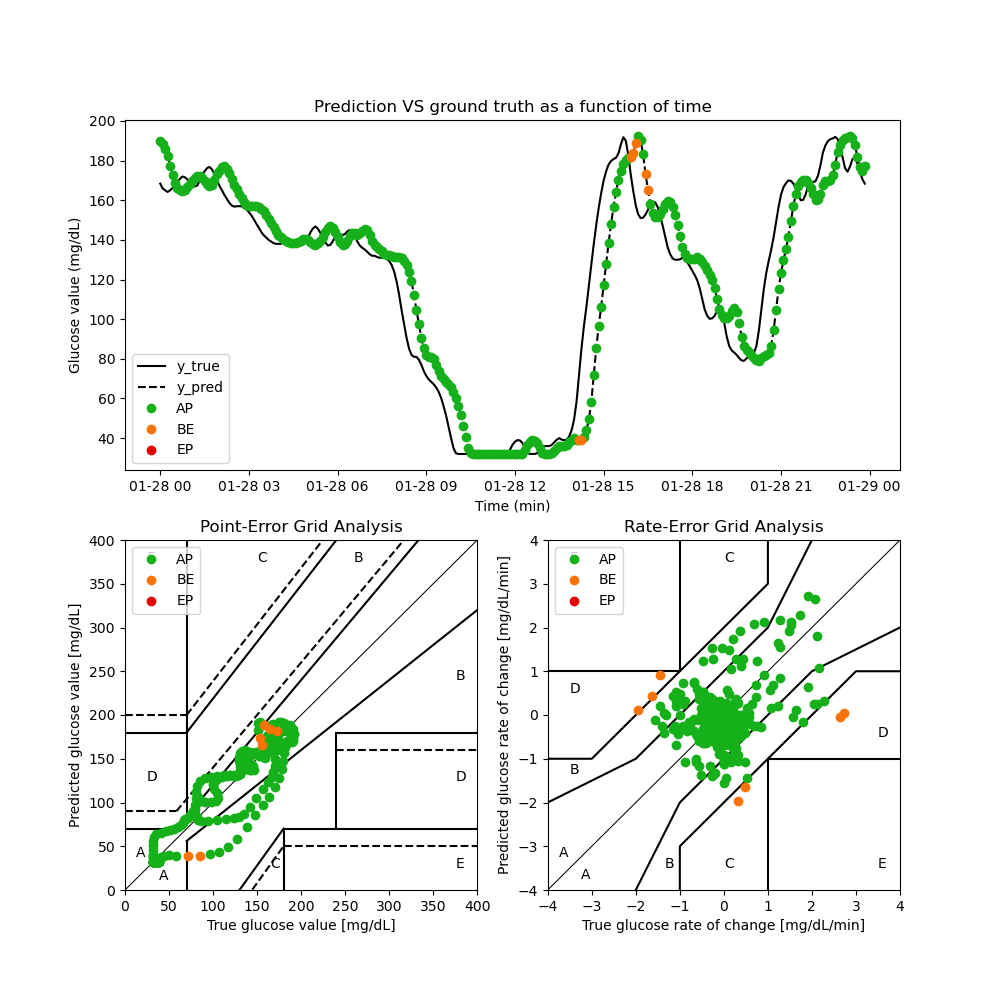 Prediction VS ground truth as a function of time
Glucose value (mg/dL)
200
180
160
140
120
100
80
60
40
y_true
y_pred
AP
BE
EP
01-28 00 01-28 03 01-28 06 01-28 09 01-28 12 01-28 15 01-28 18 01-28 21 01-29 00
Time (min)
Point-Error Grid Analysis
Predicted glucose value [mg/dL]
400
350
300
250
200
150
100
50
0
AP
BE
EP
C B
B
D D
A
A
C E
0 50 100 150 200 250 300 350 400
True glucose value [mg/dL]
Rate-Error Grid Analysis
Predicted glucose rate of change [mg/dL/min]
4
3
2
1
0
−1
−2
−3
−4
AP
BE
EP
C
D
D
B
A
A
B C E
−4 −3 −2 −1 0 1 2 3 4
True glucose rate of change [mg/dL/min]